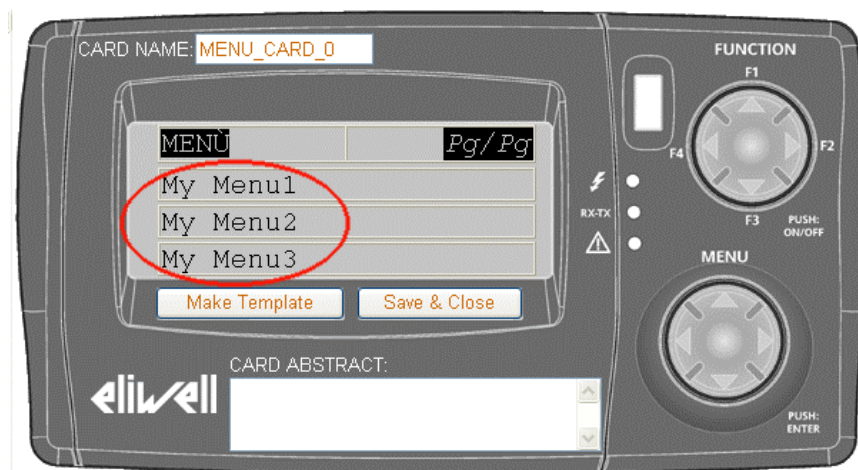 CARD NAME: MENU_CARD_0
MENÙ Pg/Pg
My Menu1
My Menu2
My Menu3
Make Template Save & Close
CARD ABSTRACT:
eliwell
FUNCTION
F1
F4 F2
F3
PUSH:
ON/OFF
RX-TX
MENU
PUSH:
ENTER